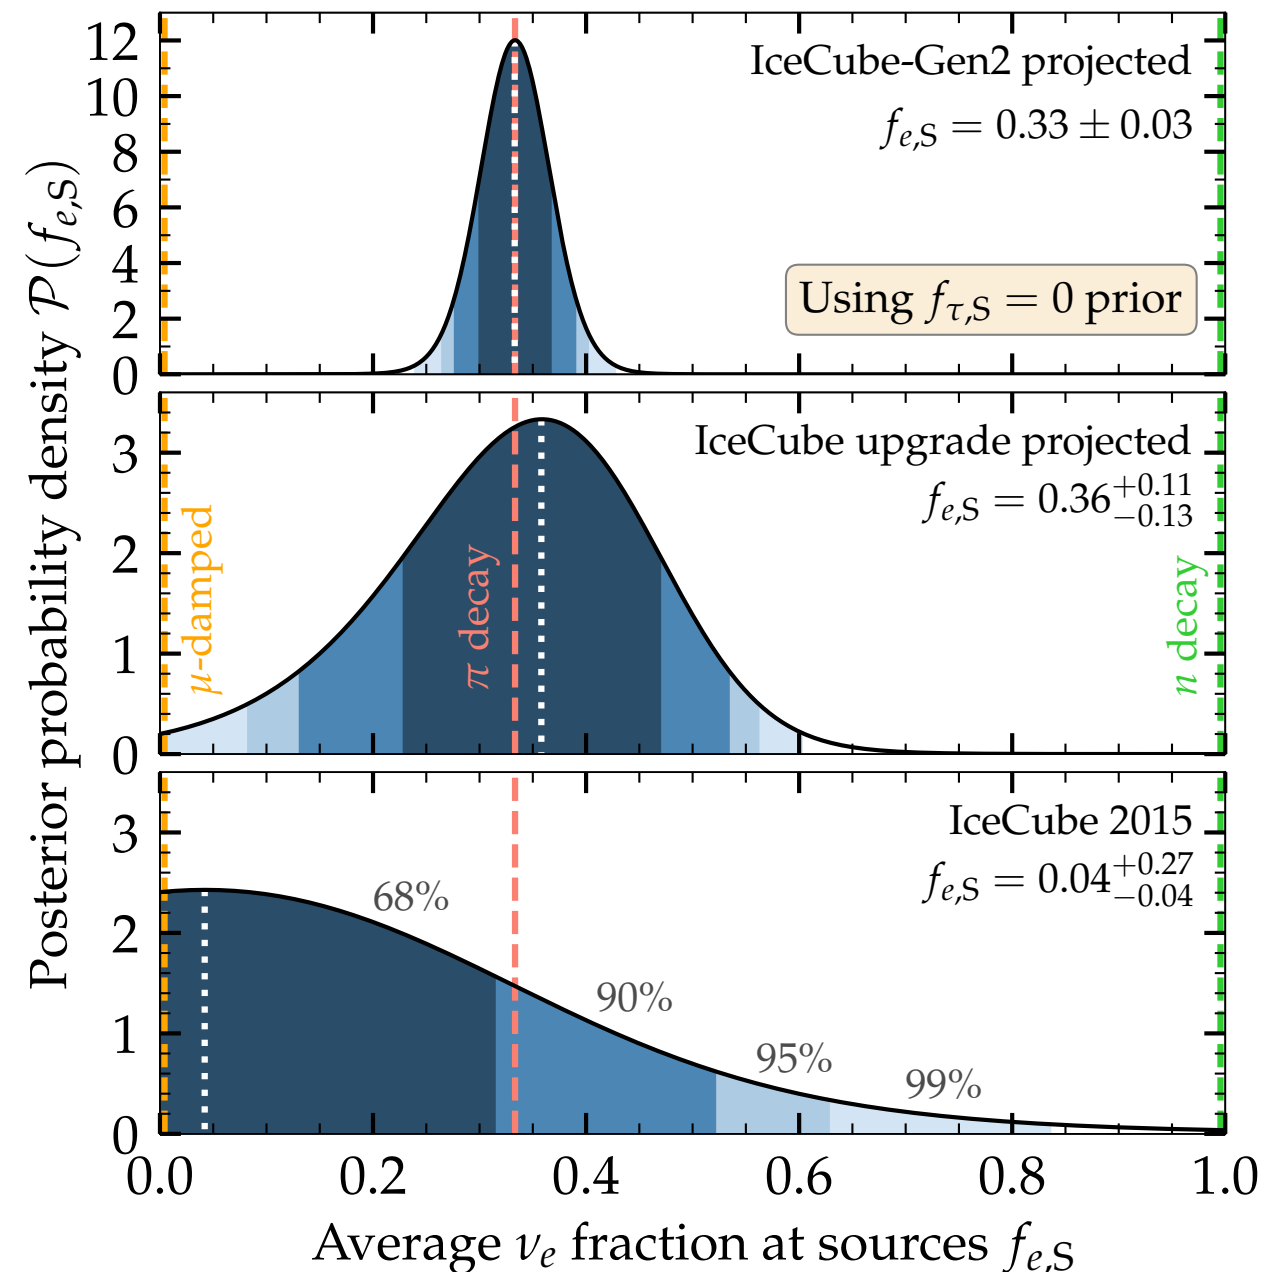 Posterior probability density 𝒫(f_{e,S})
12
10
8
6
4
2
0
IceCube-Gen2 projected
f_{e,S} = 0.33 ± 0.03
Using f_{τ,S} = 0 prior
3
2
1
0
IceCube upgrade projected
f_{e,S} = 0.36^{+0.11}_{−0.13}
μ-damped
π decay
n decay
3
2
1
0
IceCube 2015
f_{e,S} = 0.04^{+0.27}_{−0.04}
68%
90%
95%
99%
0.0 0.2 0.4 0.6 0.8 1.0
Average ν_e fraction at sources f_{e,S}